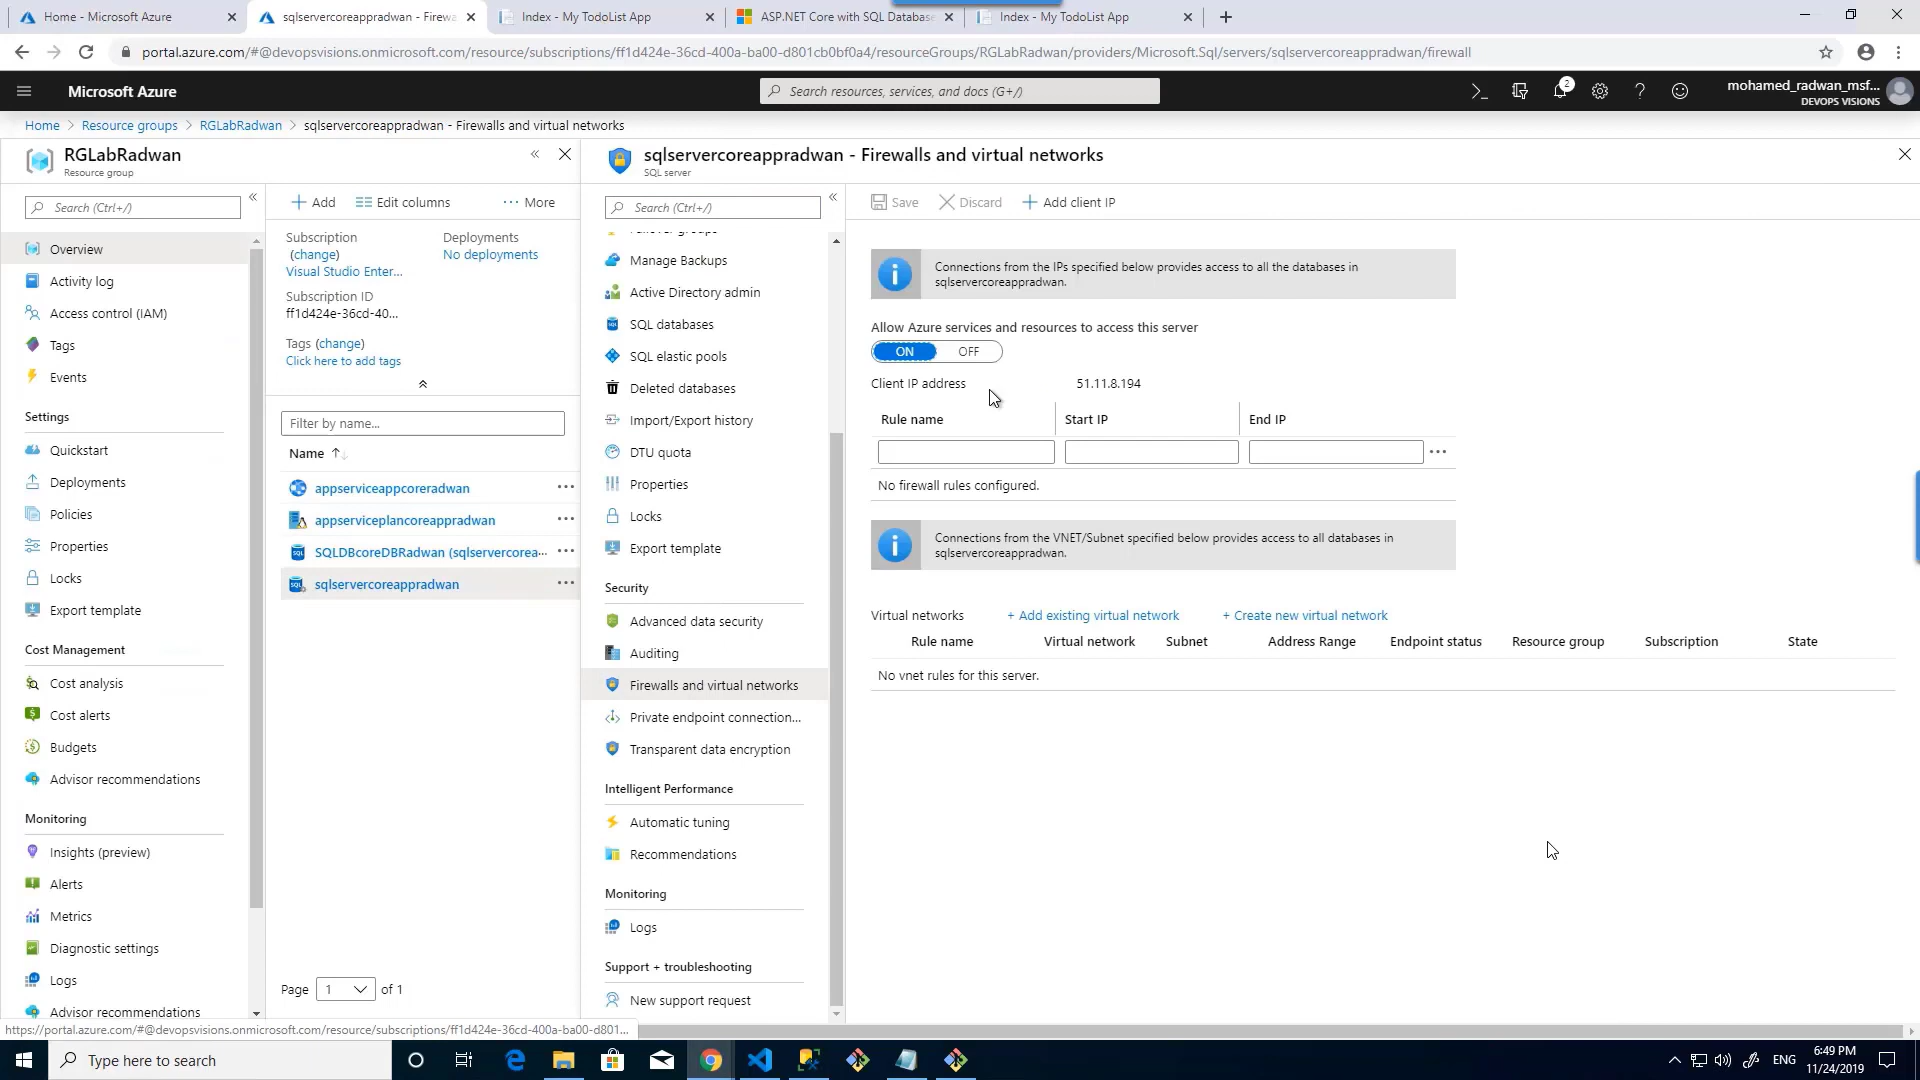 Home - Microsoft Azure
sqlservercoreappradwan - Firewa
Index - My TodoList App
ASP.NET Core with SQL Database
Index - My TodoList App
portal.azure.com/#@devopsvisions.onmicrosoft.com/resource/subscriptions/ff1d424e-36cd-400a-ba00-d801cb0bf0a4/resourceGroups/RGLabRadwan/providers/Microsoft.Sql/servers/sqlservercoreappradwan/firewall
Microsoft Azure
Search resources, services, and docs (G+/)
2
mohamed_radwan_msf...
DEVOPS VISIONS
Home > Resource groups > RGLabRadwan > sqlservercoreappradwan - Firewalls and virtual networks
RGLabRadwan
Resource group
Search (Ctrl+/)
Overview
Activity log
Access control (IAM)
Tags
Events
Settings
Quickstart
Deployments
Policies
Properties
Locks
Export template
Cost Management
Cost analysis
Cost alerts
Budgets
Advisor recommendations
Monitoring
Insights (preview)
Alerts
Metrics
Diagnostic settings
Logs
Advisor recommendations
Add
Edit columns
More
Subscription
(change)
Visual Studio Enter...
Subscription ID
ff1d424e-36cd-40...
Tags (change)
Click here to add tags
Deployments
No deployments
Filter by name...
Name
appserviceappcoreradwan
appserviceplancoreappradwan
SQLDBcoreDBRadwan (sqlservercorea...
sqlservercoreappradwan
Page 1 of 1
sqlservercoreappradwan - Firewalls and virtual networks
SQL server
Search (Ctrl+/)
Manage Backups
Active Directory admin
SQL databases
SQL elastic pools
Deleted databases
Import/Export history
DTU quota
Properties
Locks
Export template
Security
Advanced data security
Auditing
Firewalls and virtual networks
Private endpoint connection...
Transparent data encryption
Intelligent Performance
Automatic tuning
Recommendations
Monitoring
Logs
Support + troubleshooting
New support request
Save
Discard
Add client IP
Connections from the IPs specified below provides access to all the databases in
sqlservercoreappradwan.
Allow Azure services and resources to access this server
ON OFF
Client IP address 51.11.8.194
Rule name Start IP End IP
No firewall rules configured.
Connections from the VNET/Subnet specified below provides access to all databases in
sqlservercoreappradwan.
Virtual networks + Add existing virtual network + Create new virtual network
Rule name Virtual network Subnet Address Range Endpoint status Resource group Subscription State
No vnet rules for this server.
https://portal.azure.com/#@devopsvisions.onmicrosoft.com/resource/subscriptions/ff1d424e-36cd-400a-ba00-d801...
Type here to search
ENG
6:49 PM
11/24/2019